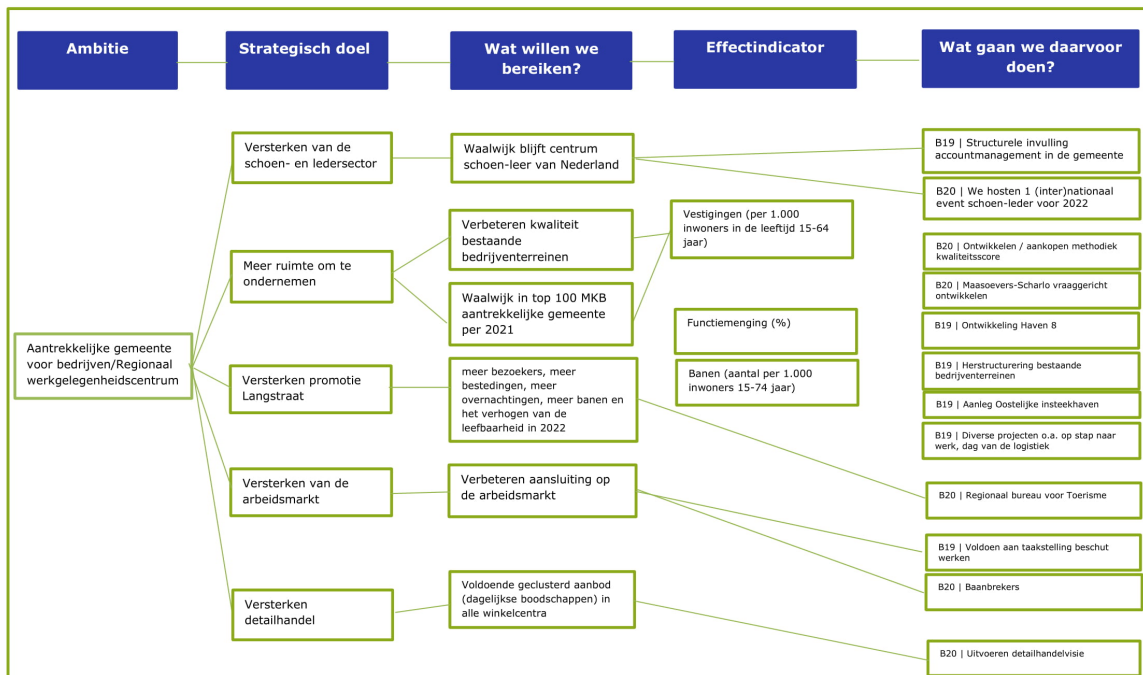 Ambitie
Strategisch doel
Wat willen we
bereiken?
Effectindicator
Wat gaan we daarvoor
doen?
Aantrekkelijke gemeente
voor bedrijven/Regionaal
werkgelegenheidscentrum
Versterken van de
schoen- en ledersector
Meer ruimte om te
ondernemen
Versterken promotie
Langstraat
Versterken van de
arbeidsmarkt
Versterken
detailhandel
Waalwijk blijft centrum
schoen-leer van Nederland
Verbeteren kwaliteit
bestaande
bedrijventerreinen
Waalwijk in top 100 MKB
aantrekkelijke gemeente
per 2021
meer bezoekers, meer
bestedingen, meer
overnachtingen, meer banen en
het verhogen van de
leefbaarheid in 2022
Verbeteren aansluiting op
de arbeidsmarkt
Voldoende geclusterd aanbod
(dagelijkse boodschappen) in
alle winkelcentra
Vestigingen (per 1.000
inwoners in de leeftijd 15-64
jaar)
Functiemenging (%)
Banen (aantal per 1.000
inwoners 15-74 jaar)
B19 | Structurele invulling
accountmanagement in de gemeente
B20 | We hosten 1 (inter)nationaal
event schoen-leder voor 2022
B20 | Ontwikkelen / aankopen methodiek
kwaliteitsscore
B20 | Maasoevers-Scharlo vraaggericht
ontwikkelen
B19 | Ontwikkeling Haven 8
B19 | Herstructurering bestaande
bedrijventerreinen
B19 | Aanleg Oostelijke insteekhaven
B19 | Diverse projecten o.a. op stap naar
werk, dag van de logistiek
B20 | Regionaal bureau voor Toerisme
B19 | Voldoen aan taakstelling beschut
werken
B20 | Baanbrekers
B20 | Uitvoeren detailhandelvisie